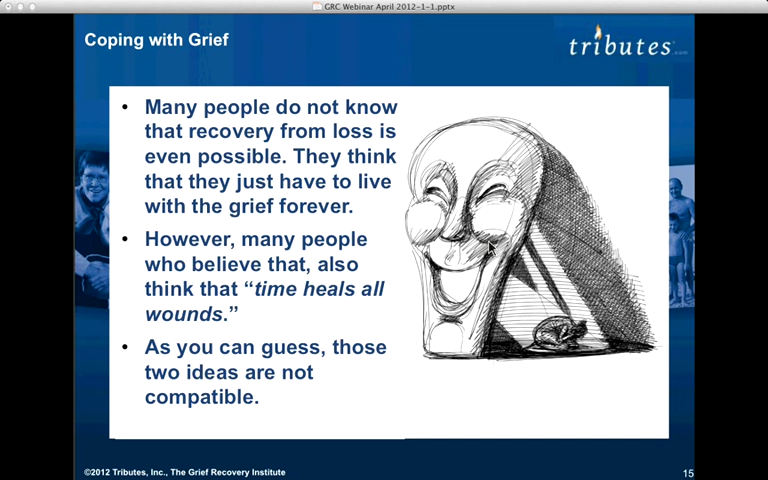 GRC Webinar April 2012-1-1.pptx
Coping with Grief
tributes.com
• Many people do not know
that recovery from loss is
even possible. They think
that they just have to live
with the grief forever.
• However, many people
who believe that, also
think that “time heals all
wounds.”
• As you can guess, those
two ideas are not
compatible.
©2012 Tributes, Inc., The Grief Recovery Institute
15